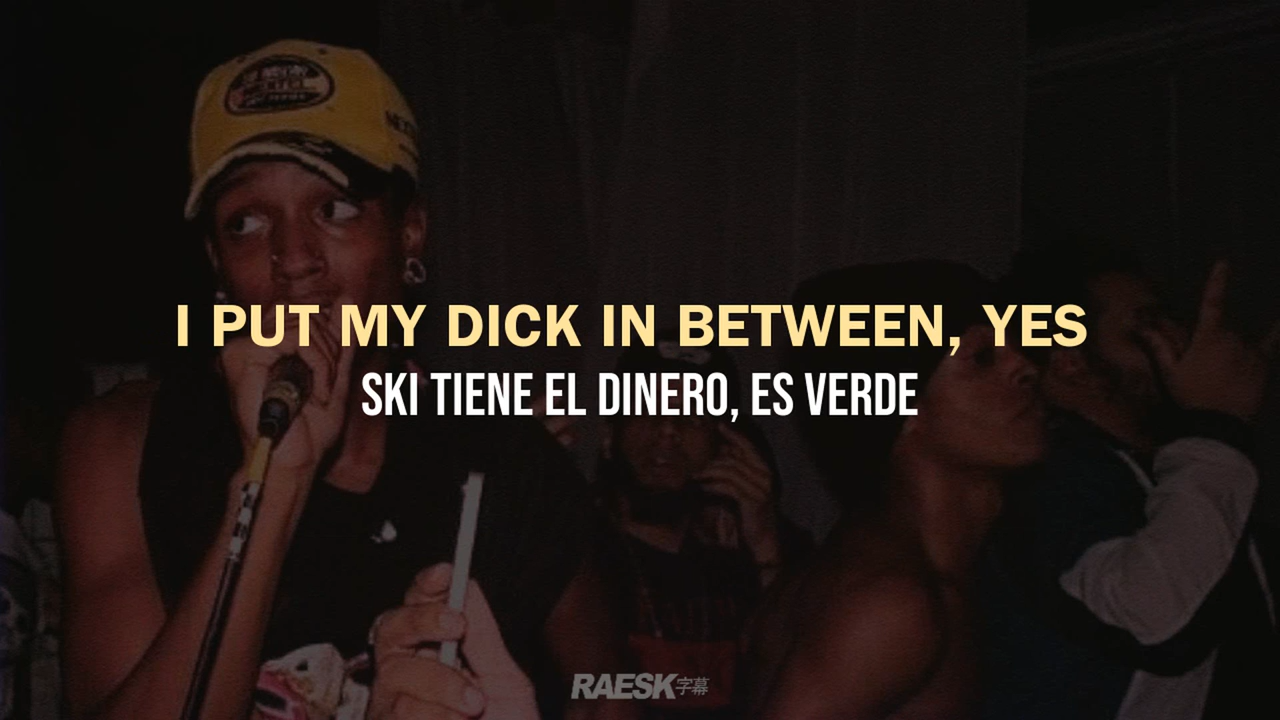 I PUT MY DICK IN BETWEEN, YES
SKI TIENE EL DINERO, ES VERDE
RAESK字幕